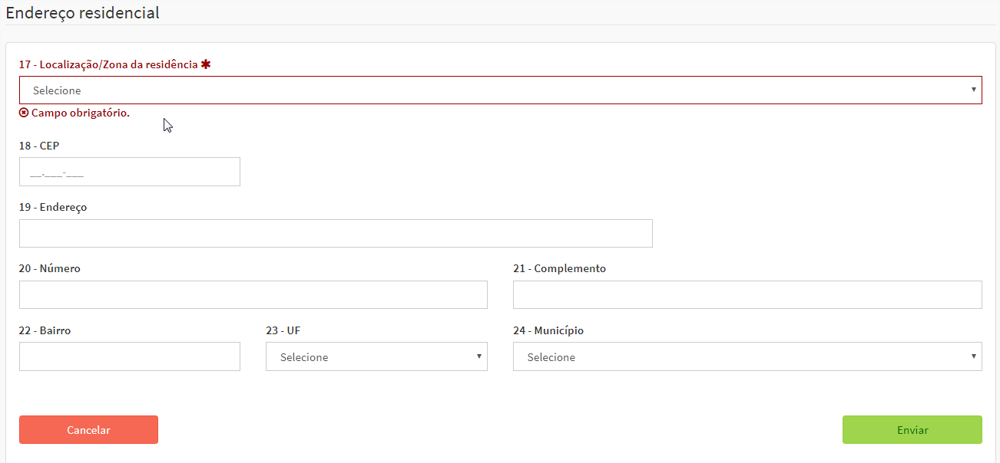 Endereço residencial
17 - Localização/Zona da residência ✱
Selecione
Campo obrigatório.
18 - CEP
__.___-___
19 - Endereço
20 - Número 21 - Complemento
22 - Bairro 23 - UF 24 - Município
Selecione Selecione
Cancelar Enviar